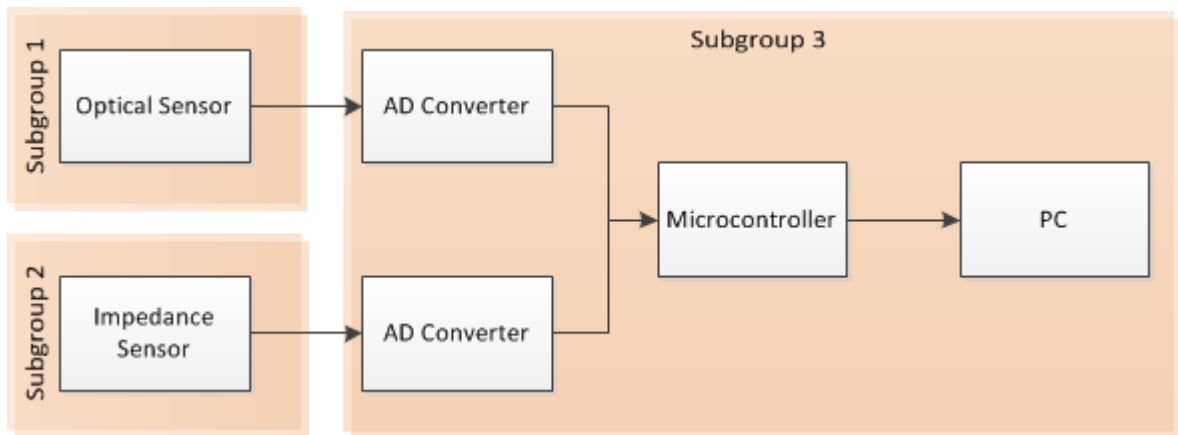 Subgroup 1
Optical Sensor
AD Converter
Subgroup 3
Microcontroller
PC
Subgroup 2
Impedance
Sensor
AD Converter